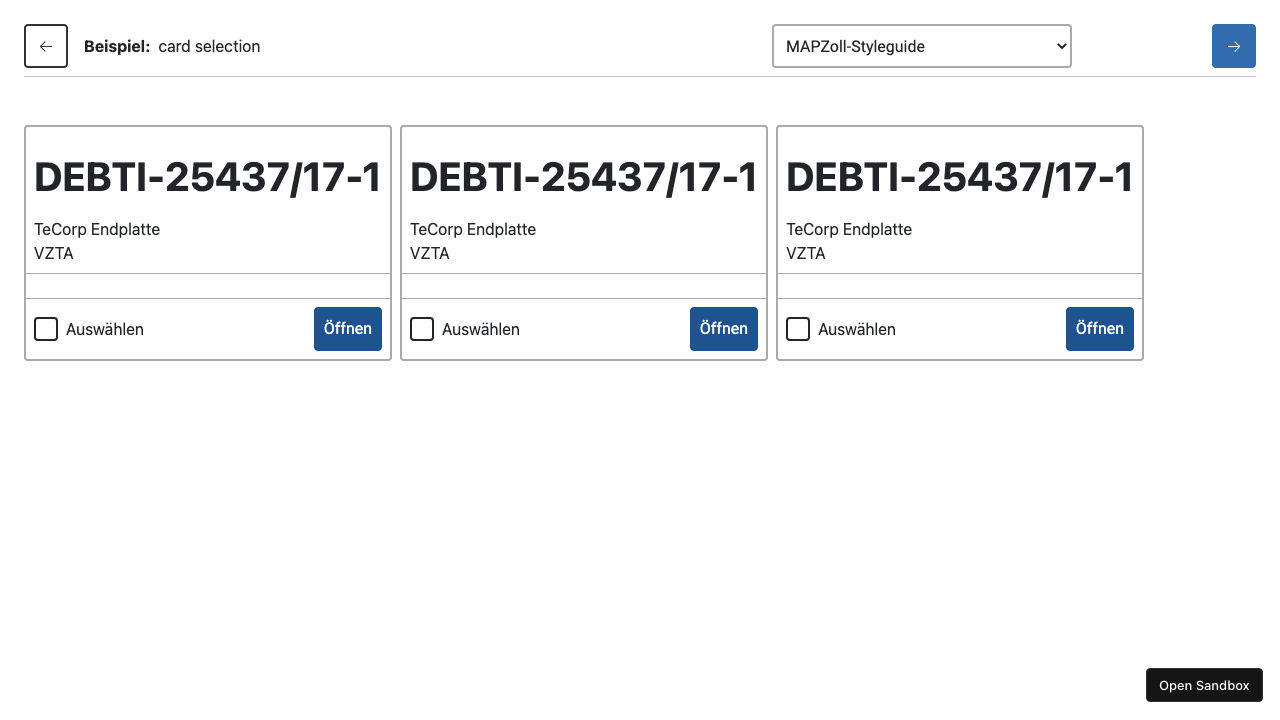 Beispiel: card selection
MAPZoll-Styleguide
DEBTI-25437/17-1
TeCorp Endplatte
VZTA
Auswählen
Öffnen
DEBTI-25437/17-1
TeCorp Endplatte
VZTA
Auswählen
Öffnen
DEBTI-25437/17-1
TeCorp Endplatte
VZTA
Auswählen
Öffnen
Open Sandbox